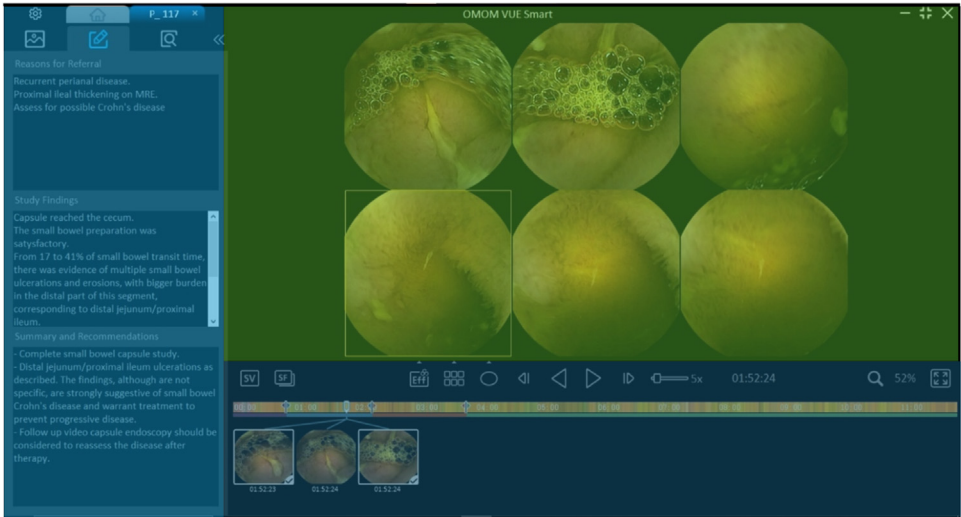 P_117 ×
OMOM VUE Smart
Reasons for Referral
Recurrent perianal disease.
Proximal ileal thickening on MRE.
Assess for possible Crohn's disease
Study Findings
Capsule reached the cecum.
The small bowel preparation was
satysfactory.
From 17 to 41% of small bowel transit time,
there was evidence of multiple small bowel
ulcerations and erosions, with bigger burden
in the distal part of this segment,
corresponding to distal jejunum/proximal
ileum.
Summary and Recommendations
- Complete small bowel capsule study.
- Distal jejunum/proximal ileum ulcerations as
described. The findings, although are not
specific, are strongly suggestive of small bowel
Crohn's disease and warrant treatment to
prevent progressive disease.
- Follow up video capsule endoscopy should be
considered to reassess the disease after
therapy.
SV SF Eff 5x 01:52:24 52%
01:52:23 01:52:24 01:52:24